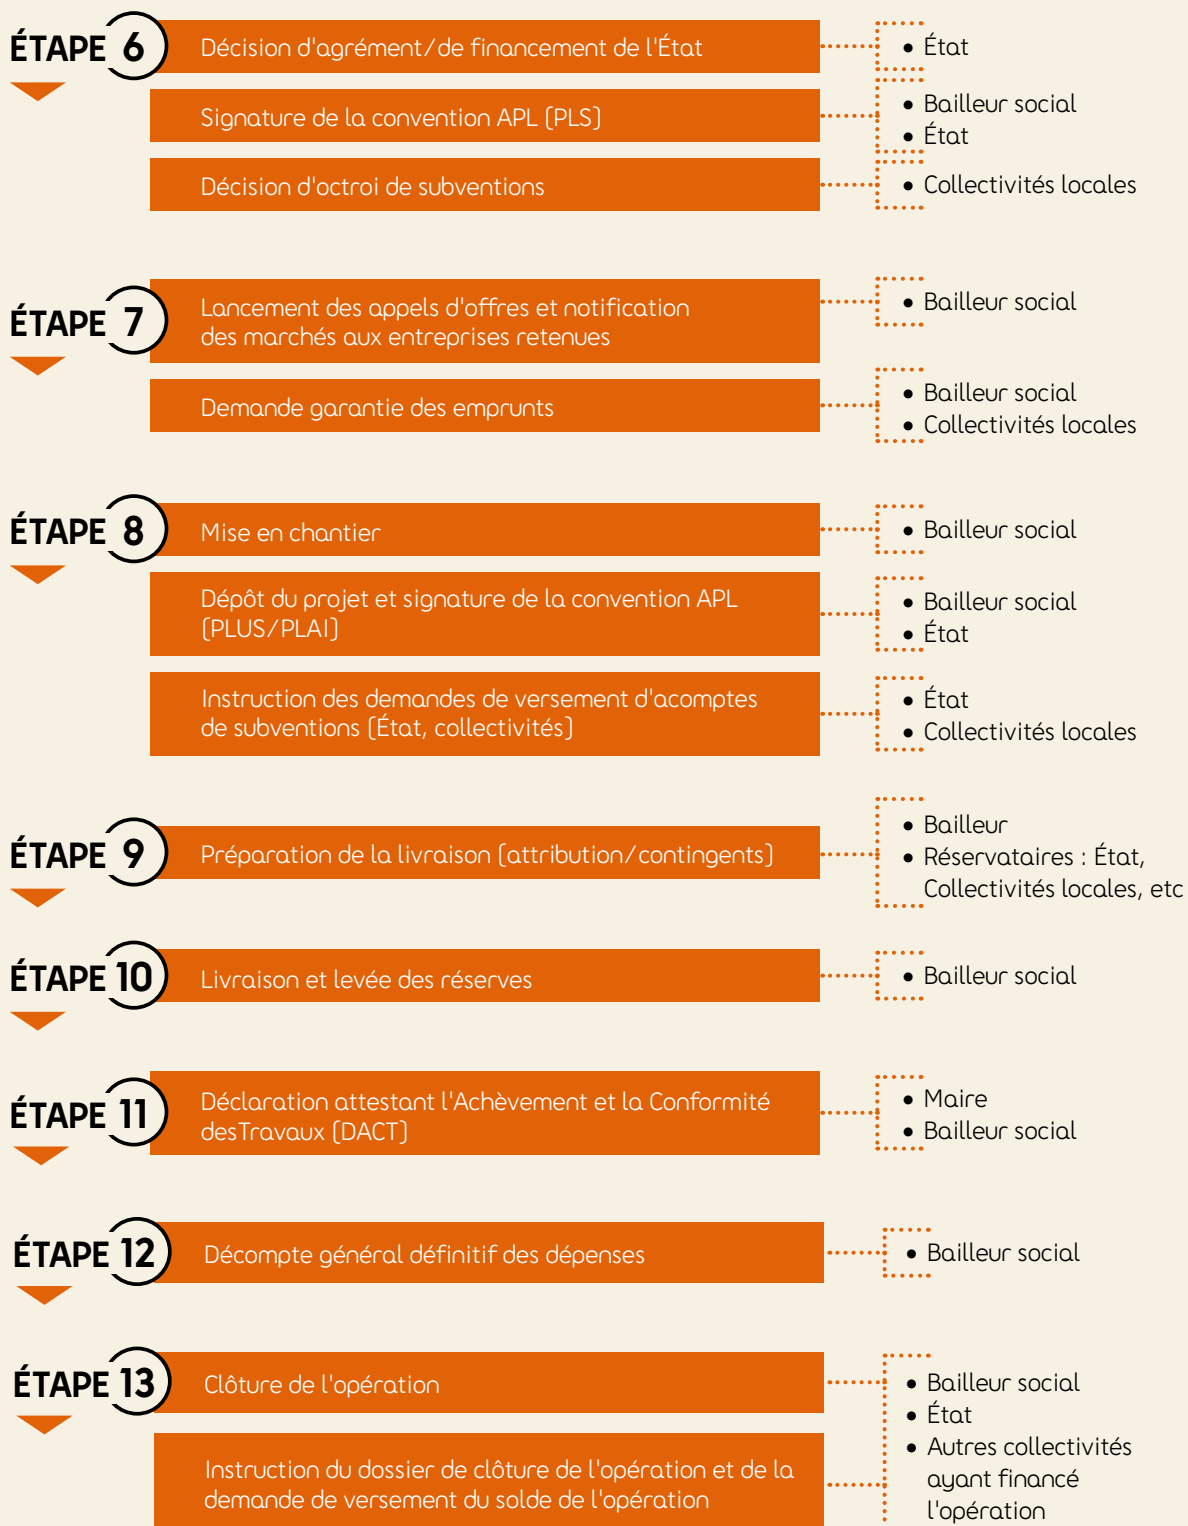 ÉTAPE 6
Décision d'agrément/de financement de l'État
• État
Signature de la convention APL (PLS)
• Bailleur social
• État
Décision d'octroi de subventions
• Collectivités locales
ÉTAPE 7
Lancement des appels d'offres et notification
des marchés aux entreprises retenues
• Bailleur social
Demande garantie des emprunts
• Bailleur social
• Collectivités locales
ÉTAPE 8
Mise en chantier
• Bailleur social
Dépôt du projet et signature de la convention APL
(PLUS/PLAI)
• Bailleur social
• État
Instruction des demandes de versement d'acomptes
de subventions (État, collectivités)
• État
• Collectivités locales
ÉTAPE 9
Préparation de la livraison (attribution/contingents)
• Bailleur
• Réservataires : État,
Collectivités locales, etc
ÉTAPE 10
Livraison et levée des réserves
• Bailleur social
ÉTAPE 11
Déclaration attestant l'Achèvement et la Conformité
desTravaux (DACT)
• Maire
• Bailleur social
ÉTAPE 12
Décompte général définitif des dépenses
• Bailleur social
ÉTAPE 13
Clôture de l'opération
Instruction du dossier de clôture de l'opération et de la
demande de versement du solde de l'opération
• Bailleur social
• État
• Autres collectivités
ayant financé
l'opération